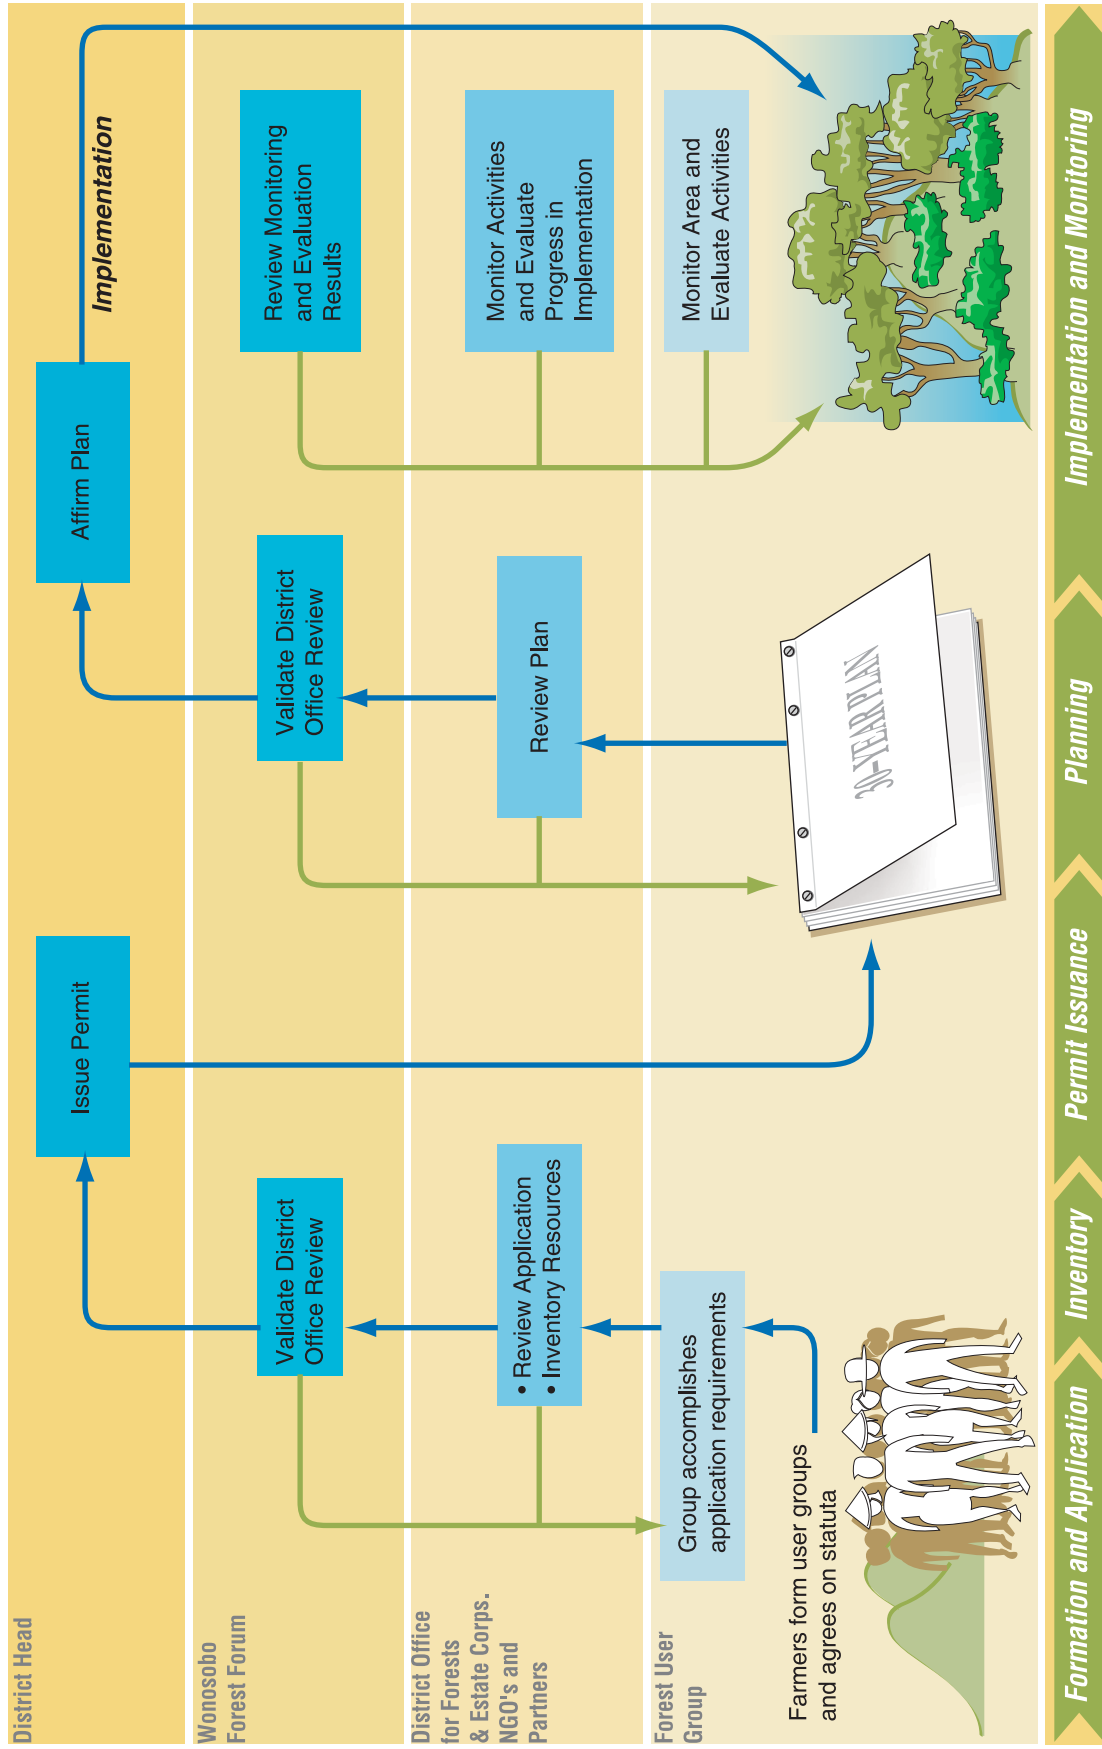 District Head
Issue Permit
Affirm Plan
Implementation
Wonosobo
Forest Forum
Validate District
Office Review
Validate District
Office Review
Review Monitoring
and Evaluation
Results
District Office
for Forests
& Estate Corps.
NGO's and
Partners
• Review Application
• Inventory Resources
Review Plan
Monitor Activities
and Evaluate
Progress in
Implementation
Forest User
Group
Group accomplishes
application requirements
Monitor Area and
Evaluate Activities
Farmers form user groups
and agrees on statuta
30-YEAR PLAN
Formation and Application
Inventory
Permit Issuance
Planning
Implementation and Monitoring